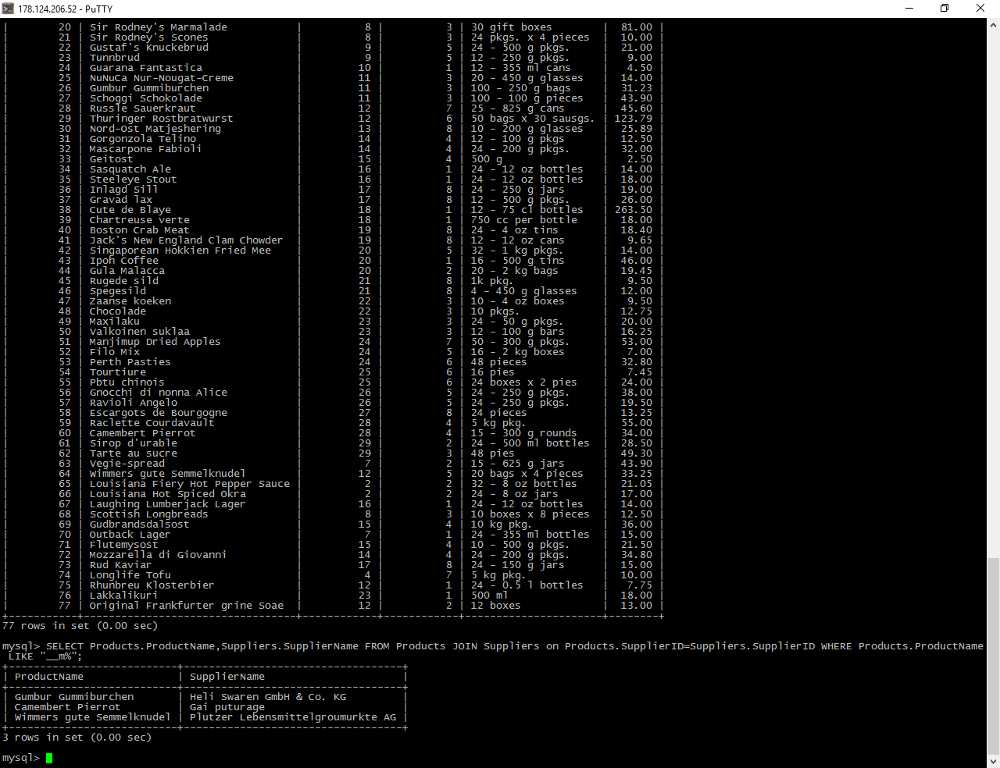 178.124.206.52 - PuTTY
| 20 | Sir Rodney's Marmalade | 8 | 3 | 30 gift boxes | 81.00 |
| 21 | Sir Rodney's Scones | 8 | 3 | 24 pkgs. x 4 pieces | 10.00 |
| 22 | Gustaf's Knuckebrud | 9 | 5 | 24 - 500 g pkgs. | 21.00 |
| 23 | Tunnbrud | 9 | 5 | 12 - 250 g pkgs. | 9.00 |
| 24 | Guarana Fantastica | 10 | 1 | 12 - 355 ml cans | 4.50 |
| 25 | NuNuCa Nur-Nougat-Creme | 11 | 3 | 20 - 450 g glasses | 14.00 |
| 26 | Gumbur Gummiburchen | 11 | 3 | 100 - 250 g bags | 31.23 |
| 27 | Schoggi Schokolade | 11 | 3 | 100 - 100 g pieces | 43.90 |
| 28 | Russle Sauerkraut | 12 | 7 | 25 - 825 g cans | 45.60 |
| 29 | Thuringer Rostbratwurst | 12 | 6 | 50 bags x 30 sausgs. | 123.79 |
| 30 | Nord-Ost Matjeshering | 13 | 8 | 10 - 200 g glasses | 25.89 |
| 31 | Gorgonzola Telino | 14 | 4 | 12 - 100 g pkgs | 12.50 |
| 32 | Mascarpone Fabioli | 14 | 4 | 24 - 200 g pkgs. | 32.00 |
| 33 | Geitost | 15 | 4 | 500 g | 2.50 |
| 34 | Sasquatch Ale | 16 | 1 | 24 - 12 oz bottles | 14.00 |
| 35 | Steeleye Stout | 16 | 1 | 24 - 12 oz bottles | 18.00 |
| 36 | Inlagd Sill | 17 | 8 | 24 - 250 g jars | 19.00 |
| 37 | Gravad lax | 17 | 8 | 12 - 500 g pkgs. | 26.00 |
| 38 | Cute de Blaye | 18 | 1 | 12 - 75 cl bottles | 263.50 |
| 39 | Chartreuse verte | 18 | 1 | 750 cc per bottle | 18.00 |
| 40 | Boston Crab Meat | 19 | 8 | 24 - 4 oz tins | 18.40 |
| 41 | Jack's New England Clam Chowder | 19 | 8 | 12 - 12 oz cans | 9.65 |
| 42 | Singaporean Hokkien Fried Mee | 20 | 5 | 32 - 1 kg pkgs. | 14.00 |
| 43 | Ipoh Coffee | 20 | 1 | 16 - 500 g tins | 46.00 |
| 44 | Gula Malacca | 20 | 2 | 20 - 2 kg bags | 19.45 |
| 45 | Rugede sild | 21 | 8 | 1k pkg. | 9.50 |
| 46 | Spegesild | 21 | 8 | 4 - 450 g glasses | 12.00 |
| 47 | Zaanse koeken | 22 | 3 | 10 - 4 oz boxes | 9.50 |
| 48 | Chocolade | 22 | 3 | 10 pkgs. | 12.75 |
| 49 | Maxilaku | 23 | 3 | 24 - 50 g pkgs. | 20.00 |
| 50 | Valkoinen suklaa | 23 | 3 | 12 - 100 g bars | 16.25 |
| 51 | Manjimup Dried Apples | 24 | 7 | 50 - 300 g pkgs. | 53.00 |
| 52 | Filo Mix | 24 | 5 | 16 - 2 kg boxes | 7.00 |
| 53 | Perth Pasties | 24 | 6 | 48 pieces | 32.80 |
| 54 | Tourtiure | 25 | 6 | 16 pies | 7.45 |
| 55 | Pbtu chinois | 25 | 6 | 24 boxes x 2 pies | 24.00 |
| 56 | Gnocchi di nonna Alice | 26 | 5 | 24 - 250 g pkgs. | 38.00 |
| 57 | Ravioli Angelo | 26 | 5 | 24 - 250 g pkgs. | 19.50 |
| 58 | Escargots de Bourgogne | 27 | 8 | 24 pieces | 13.25 |
| 59 | Raclette Courdavault | 28 | 4 | 5 kg pkg. | 55.00 |
| 60 | Camembert Pierrot | 28 | 4 | 15 - 300 g rounds | 34.00 |
| 61 | Sirop d'urable | 29 | 2 | 24 - 500 ml bottles | 28.50 |
| 62 | Tarte au sucre | 29 | 3 | 48 pies | 49.30 |
| 63 | Vegie-spread | 7 | 2 | 15 - 625 g jars | 43.90 |
| 64 | Wimmers gute Semmelknudel | 12 | 5 | 20 bags x 4 pieces | 33.25 |
| 65 | Louisiana Fiery Hot Pepper Sauce | 2 | 2 | 32 - 8 oz bottles | 21.05 |
| 66 | Louisiana Hot Spiced Okra | 2 | 2 | 24 - 8 oz jars | 17.00 |
| 67 | Laughing Lumberjack Lager | 16 | 1 | 24 - 12 oz bottles | 14.00 |
| 68 | Scottish Longbreads | 8 | 3 | 10 boxes x 8 pieces | 12.50 |
| 69 | Gudbrandsdalsost | 15 | 4 | 10 kg pkg. | 36.00 |
| 70 | Outback Lager | 7 | 1 | 24 - 355 ml bottles | 15.00 |
| 71 | Flutemysost | 15 | 4 | 10 - 500 g pkgs. | 21.50 |
| 72 | Mozzarella di Giovanni | 14 | 4 | 24 - 200 g pkgs. | 34.80 |
| 73 | Rud Kaviar | 17 | 8 | 24 - 150 g jars | 15.00 |
| 74 | Longlife Tofu | 4 | 7 | 5 kg pkg. | 10.00 |
| 75 | Rhunbreu Klosterbier | 12 | 1 | 24 - 0.5 l bottles | 7.75 |
| 76 | Lakkalikuri | 23 | 1 | 500 ml | 18.00 |
| 77 | Original Frankfurter grine Soae | 12 | 2 | 12 boxes | 13.00 |
77 rows in set (0.00 sec)
mysql> SELECT Products.ProductName,Suppliers.SupplierName FROM Products JOIN Suppliers on Products.SupplierID=Suppliers.SupplierID WHERE Products.ProductName
LIKE "__m%";
| ProductName | SupplierName |
| Gumbur Gummiburchen | Heli Swaren GmbH & Co. KG |
| Camembert Pierrot | Gai puturage |
| Wimmers gute Semmelknudel | Plutzer Lebensmittelgroumurkte AG |
3 rows in set (0.00 sec)
mysql>